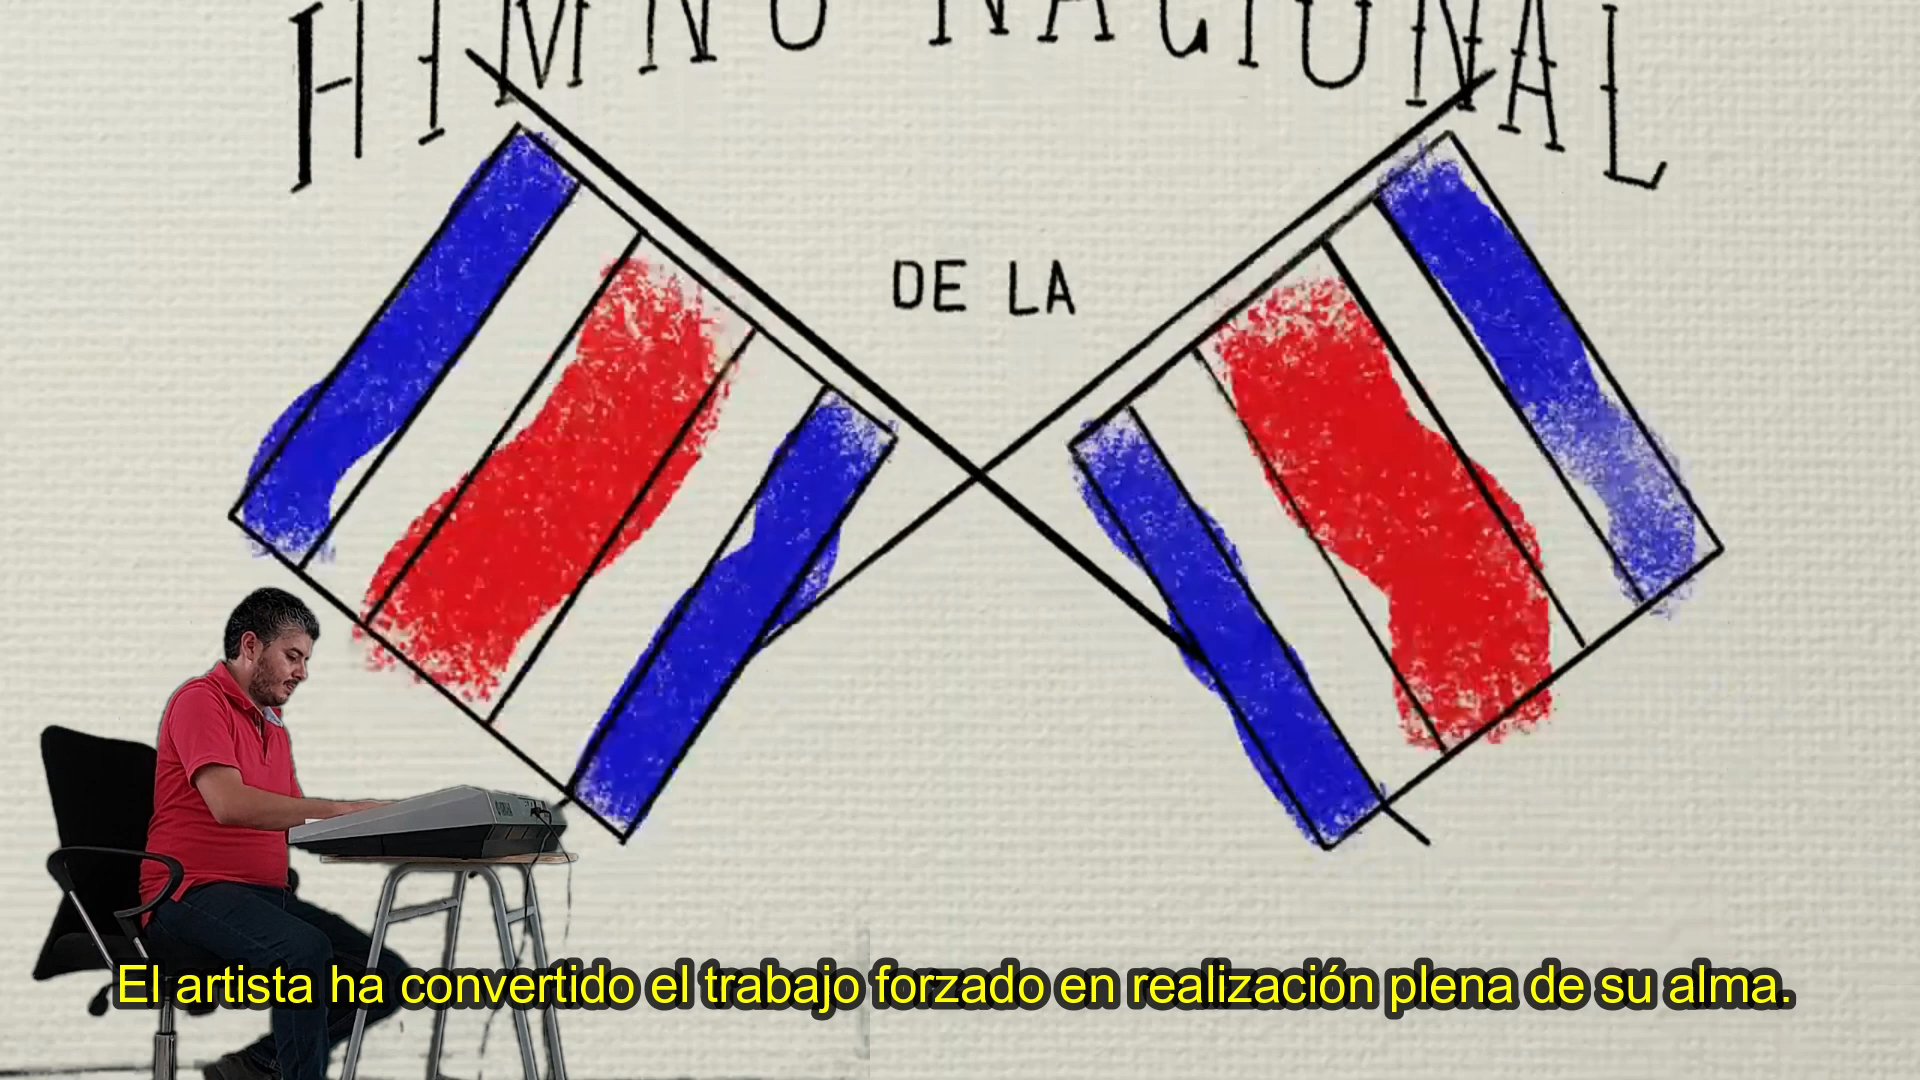 HIMNO NACIONAL
DE LA
El artista ha convertido el trabajo forzado en realización plena de su alma.